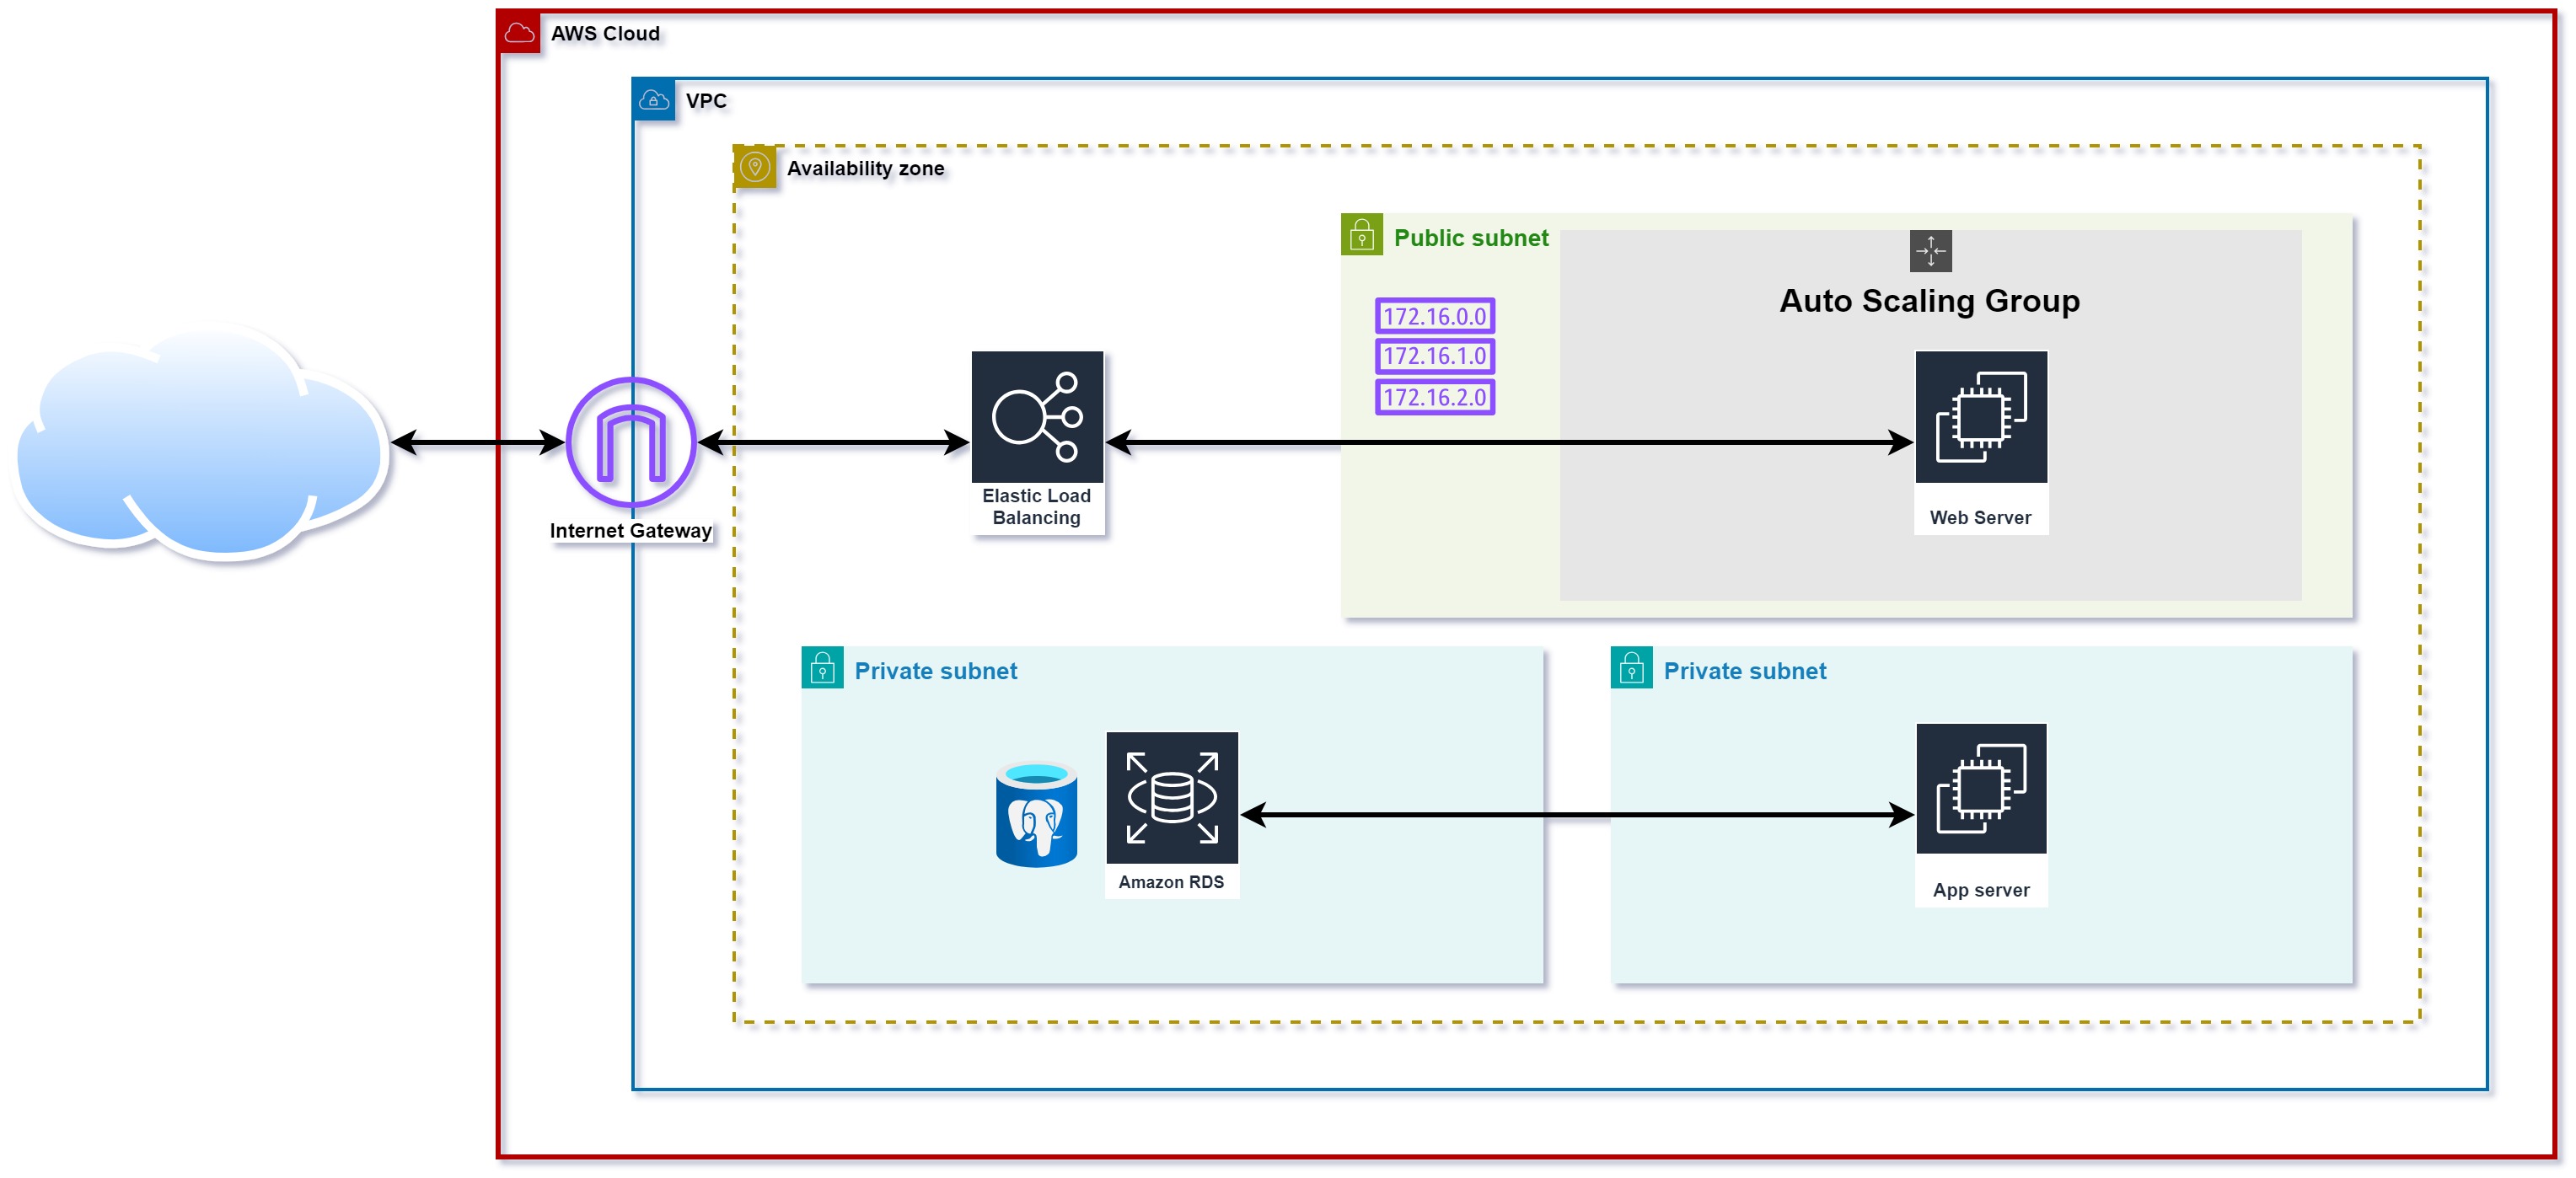 AWS Cloud
VPC
Availability zone
Public subnet
Auto Scaling Group
172.16.0.0
172.16.1.0
172.16.2.0
Elastic Load
Balancing
Web Server
Internet Gateway
Private subnet
Private subnet
Amazon RDS
App server